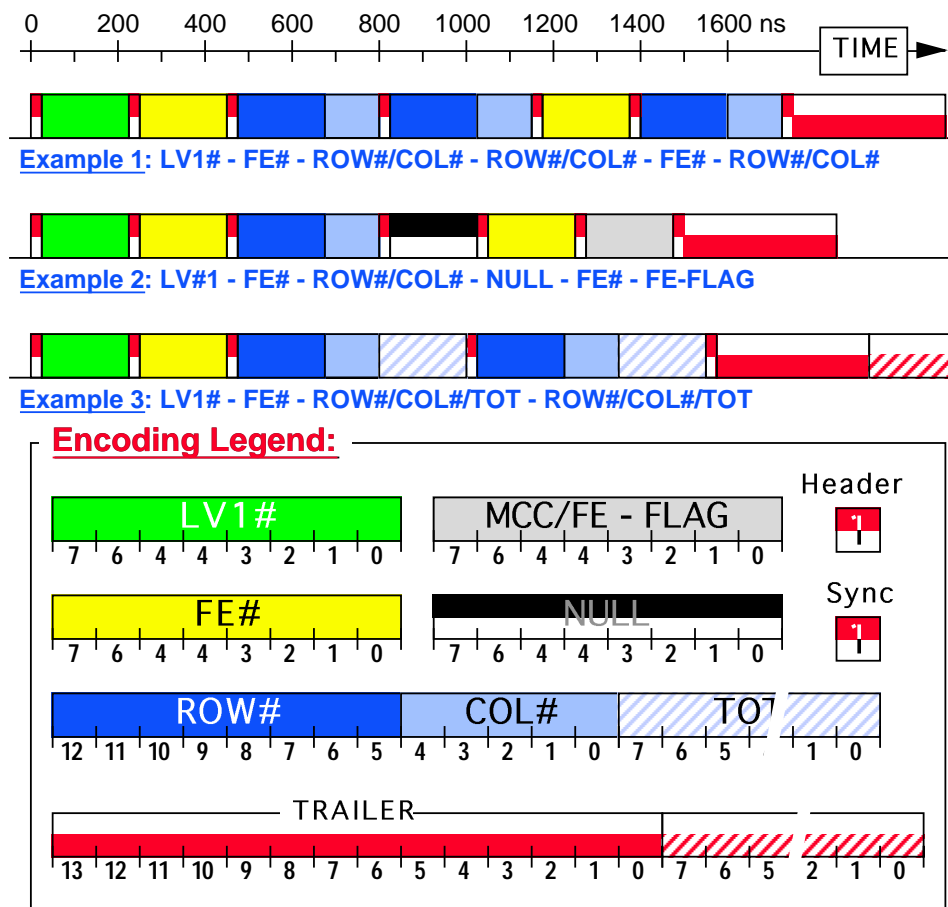 0 200 400 600 800 1000 1200 1400 1600 ns
TIME
Example 1: LV1# - FE# - ROW#/COL# - ROW#/COL# - FE# - ROW#/COL#
Example 2: LV#1 - FE# - ROW#/COL# - NULL - FE# - FE-FLAG
Example 3: LV1# - FE# - ROW#/COL#/TOT - ROW#/COL#/TOT
Encoding Legend:
Header
LV1# MCC/FE - FLAG 1
7 6 4 4 3 2 1 0 7 6 4 4 3 2 1 0
Sync
FE# NULL 1
7 6 4 4 3 2 1 0 7 6 4 4 3 2 1 0
ROW# COL# TOT
12 11 10 9 8 7 6 5 4 3 2 1 0 7 6 5 1 0
TRAILER
13 12 11 10 9 8 7 6 5 4 3 2 1 0 7 6 5 2 1 0